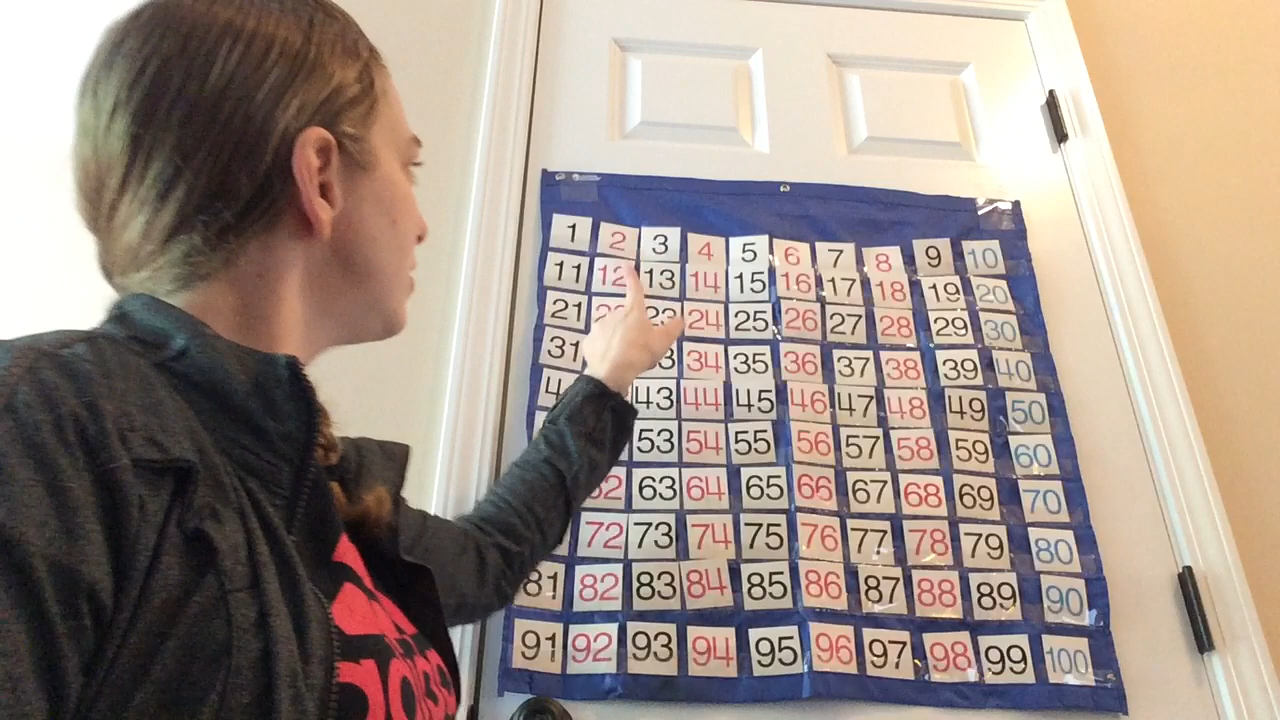 1 2 3 4 5 6 7 8 9 10
11 12 13 14 15 16 17 18 19 20
21 22 23 24 25 26 27 28 29 30
31 34 35 36 37 38 39 40
43 44 45 46 47 48 49 50
53 54 55 56 57 58 59 60
62 63 64 65 66 67 68 69 70
72 73 74 75 76 77 78 79 80
81 82 83 84 85 86 87 88 89 90
91 92 93 94 95 96 97 98 99 100